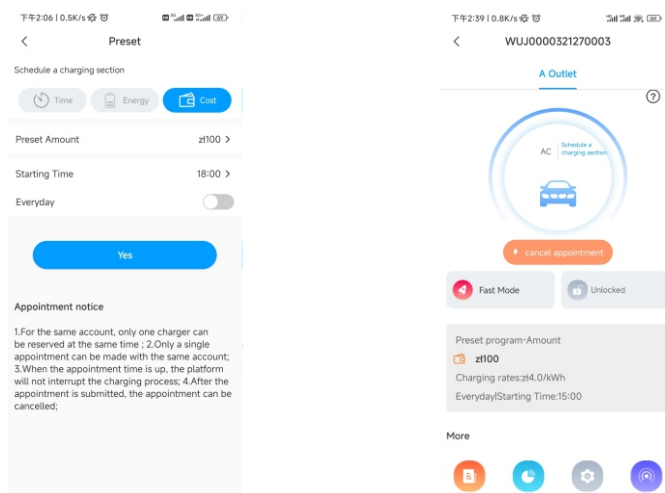 下午2:06 | 0.5K/s
Preset
Schedule a charging section
Time
Energy
Cost
Preset Amount
zł100 >
Starting Time
18:00 >
Everyday
Yes
Appointment notice
1.For the same account, only one charger can
be reserved at the same time ; 2.Only a single
appointment can be made with the same account;
3.When the appointment time is up, the platform
will not interrupt the charging process; 4.After the
appointment is submitted, the appointment can be
cancelled;
下午2:39 | 0.8K/s
WUJ0000321270003
A Outlet
AC
Schedule a
charging section
cancel appointment
Fast Mode
Unlocked
Preset program-Amount
zł100
Charging rates:zł4.0/kWh
Everyday|Starting Time:15:00
More